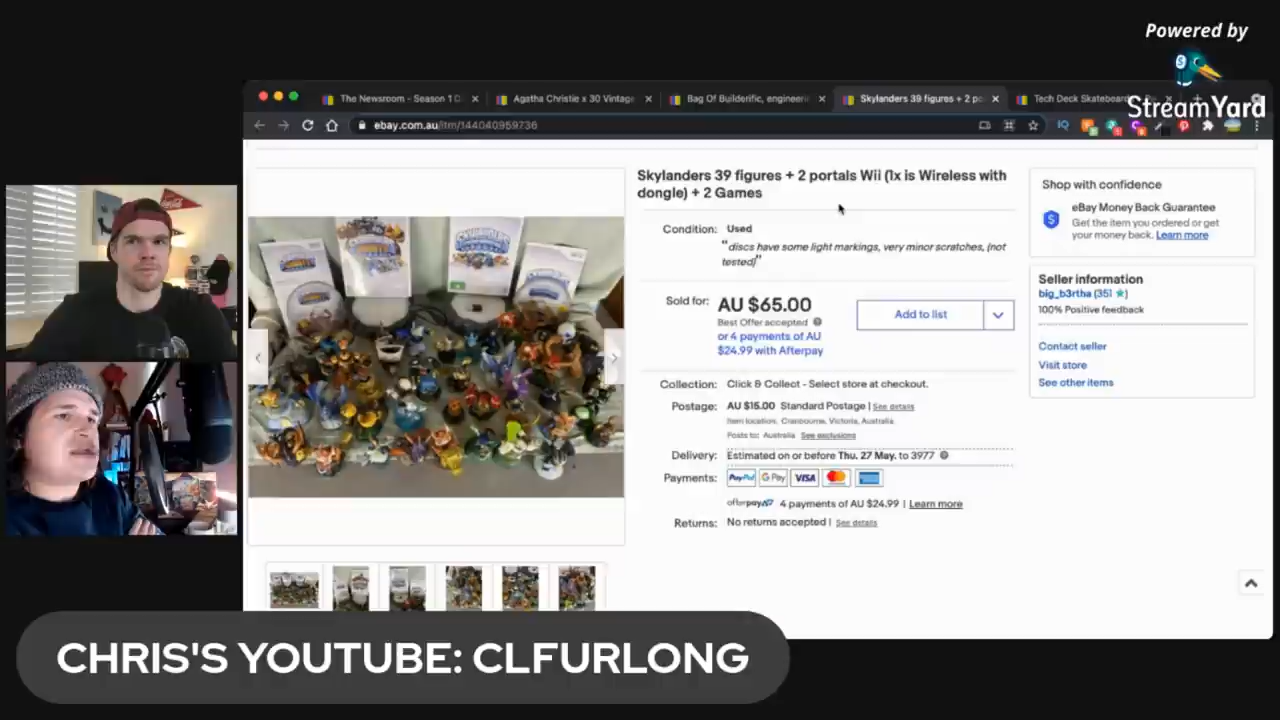 Powered by
StreamYard
The Newsroom - Season 1
Agatha Christie x 30 Vintage
Bag Of Builderific, engineeri
Skylanders 39 figures + 2 po
Tech Deck Skateboard
ebay.com.au/itm/144040959736
Skylanders 39 figures + 2 portals Wii (1x is Wireless with
dongle) + 2 Games
Condition: Used
"discs have some light markings, very minor scratches, (not
tested)"
Sold for: AU $65.00
Best Offer accepted
or 4 payments of AU
$24.99 with Afterpay
Add to list
Collection: Click & Collect - Select store at checkout.
Postage: AU $15.00 Standard Postage | See details
Item location: Cranbourne, Victoria, Australia
Posts to: Australia See exclusions
Delivery: Estimated on or before Thu. 27 May. to 3977
Payments: PayPal G Pay VISA
afterpay 4 payments of AU $24.99 | Learn more
Returns: No returns accepted | See details
Shop with confidence
eBay Money Back Guarantee
Get the item you ordered or get
your money back. Learn more
Seller information
big_b3rtha (351)
100% Positive feedback
Contact seller
Visit store
See other items
CHRIS'S YOUTUBE: CLFURLONG